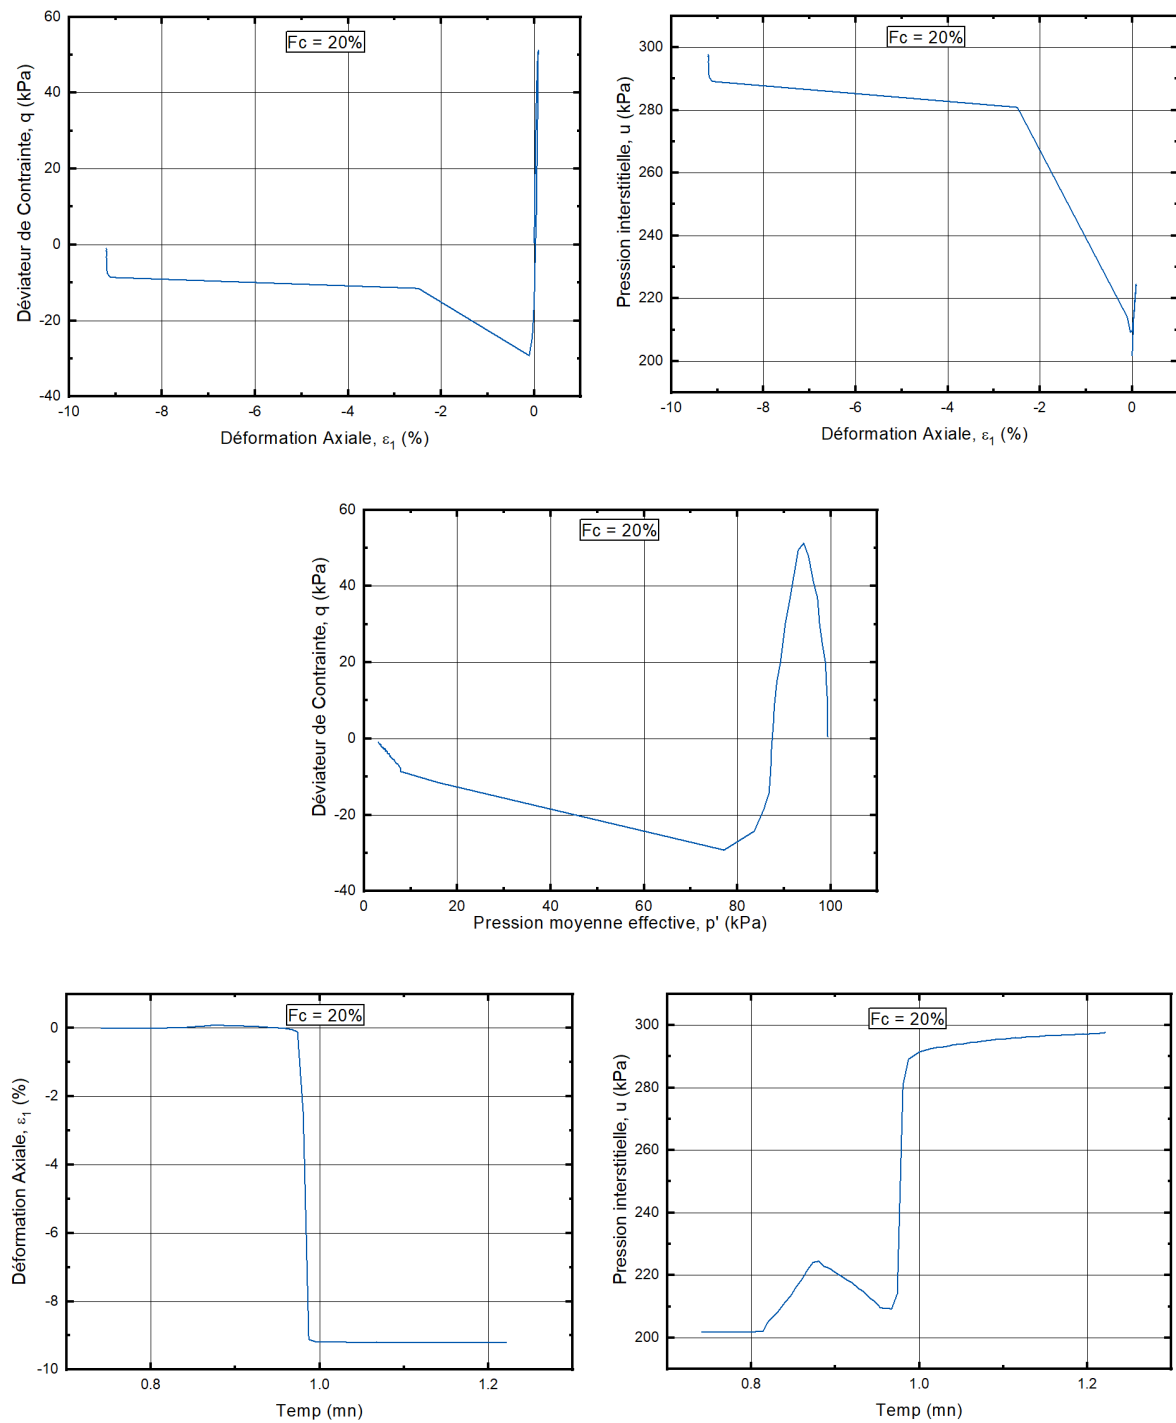 Fc = 20%
60
40
20
0
-20
-40
Déviateur de Contrainte, q (kPa)
-10 -8 -6 -4 -2 0
Déformation Axiale, ε1 (%)
Fc = 20%
300
280
260
240
220
200
Pression interstitielle, u (kPa)
-10 -8 -6 -4 -2 0
Déformation Axiale, ε1 (%)
Fc = 20%
60
40
20
0
-20
-40
Déviateur de Contrainte, q (kPa)
0 20 40 60 80 100
Pression moyenne effective, p' (kPa)
Fc = 20%
0
-2
-4
-6
-8
-10
Déformation Axiale, ε1 (%)
0.8 1.0 1.2
Temp (mn)
Fc = 20%
300
280
260
240
220
200
Pression interstitielle, u (kPa)
0.8 1.0 1.2
Temp (mn)